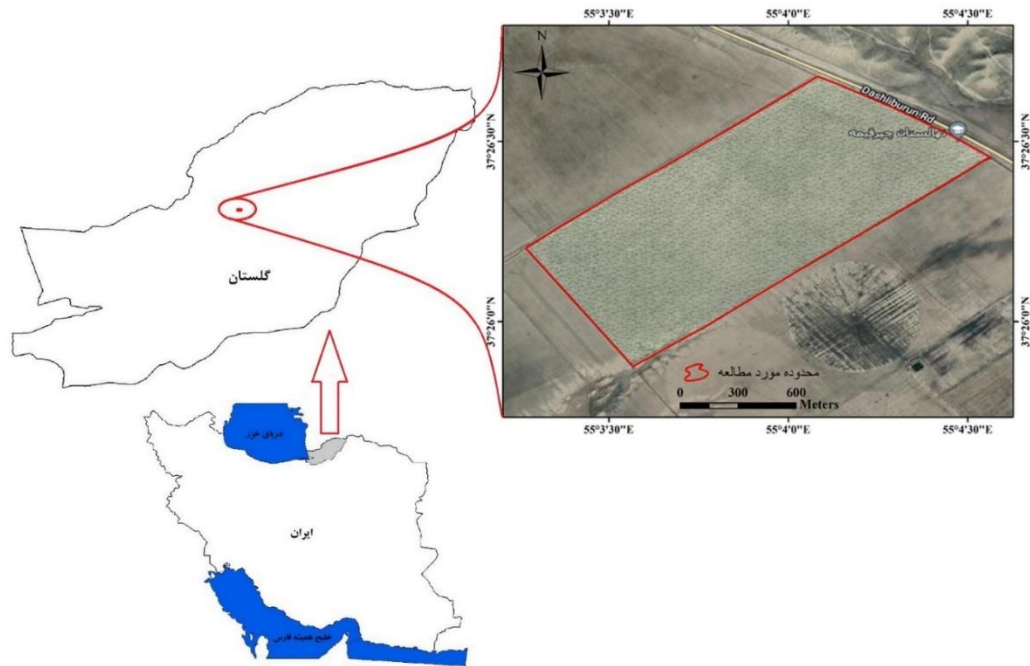 55°3'30"E 55°4'0"E 55°4'30"E
N
Dashliburun Rd
37°26'30"N 37°26'30"N
دهالستات چپرقیمه
گلستان
37°26'0"N 37°26'0"N
محدوده مورد مطالعه
0 300 600
Meters
55°3'30"E 55°4'0"E 55°4'30"E
دریای خزر
ایران
خلیج همیشه فارس